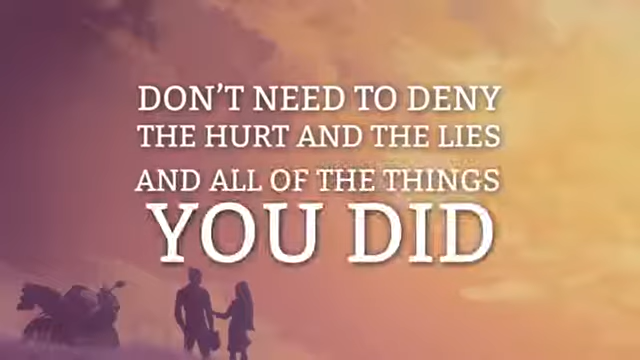 DON'T NEED TO DENY
THE HURT AND THE LIES
AND ALL OF THE THINGS
YOU DID